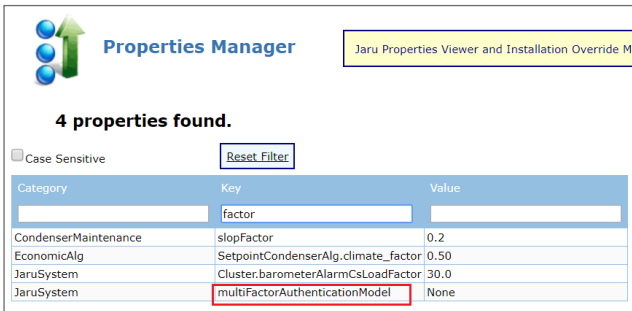 Properties Manager
Jaru Properties Viewer and Installation Override M
4 properties found.
Case Sensitive
Reset Filter
Category Key Value
factor
CondenserMaintenance slopFactor 0.2
EconomicAlg SetpointCondenserAlg.climate_factor 0.50
JaruSystem Cluster.barometerAlarmCsLoadFactor 30.0
JaruSystem multiFactorAuthenticationModel None